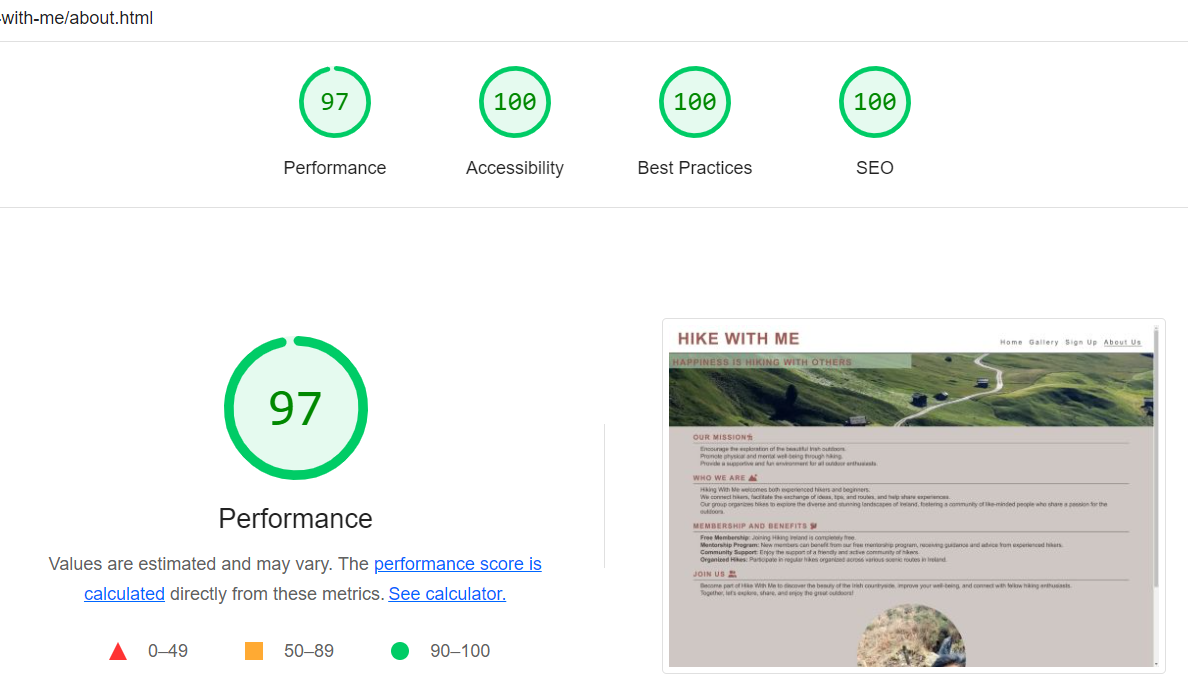 -with-me/about.html
97
100
100
100
Performance
Accessibility
Best Practices
SEO
97
Performance
Values are estimated and may vary. The performance score is
calculated directly from these metrics. See calculator.
0–49
50–89
90–100
HIKE WITH ME
Home Gallery Sign Up About Us
HAPPINESS IS HIKING WITH OTHERS
OUR MISSION
Encourage the exploration of the beautiful Irish outdoors.
Promote physical and mental well-being through hiking.
Provide a supportive and fun environment for all outdoor enthusiasts.
WHO WE ARE
Hiking With Me welcomes both experienced hikers and beginners.
We connect hikers, facilitate the exchange of ideas, tips, and routes, and help share experiences.
Our group organizes hikes to explore the diverse and stunning landscapes of Ireland, fostering a community of like-minded people who share a passion for the
outdoors.
MEMBERSHIP AND BENEFITS
Free Membership: Joining Hiking Ireland is completely free.
Mentorship Program: New members can benefit from our free mentorship program, receiving guidance and advice from experienced hikers.
Community Support: Enjoy the support of a friendly and active community of hikers.
Organized Hikes: Participate in regular hikes organized across various scenic routes in Ireland.
JOIN US
Become part of Hike With Me to discover the beauty of the Irish countryside, improve your well-being, and connect with fellow hiking enthusiasts.
Together, let's explore, share, and enjoy the great outdoors!